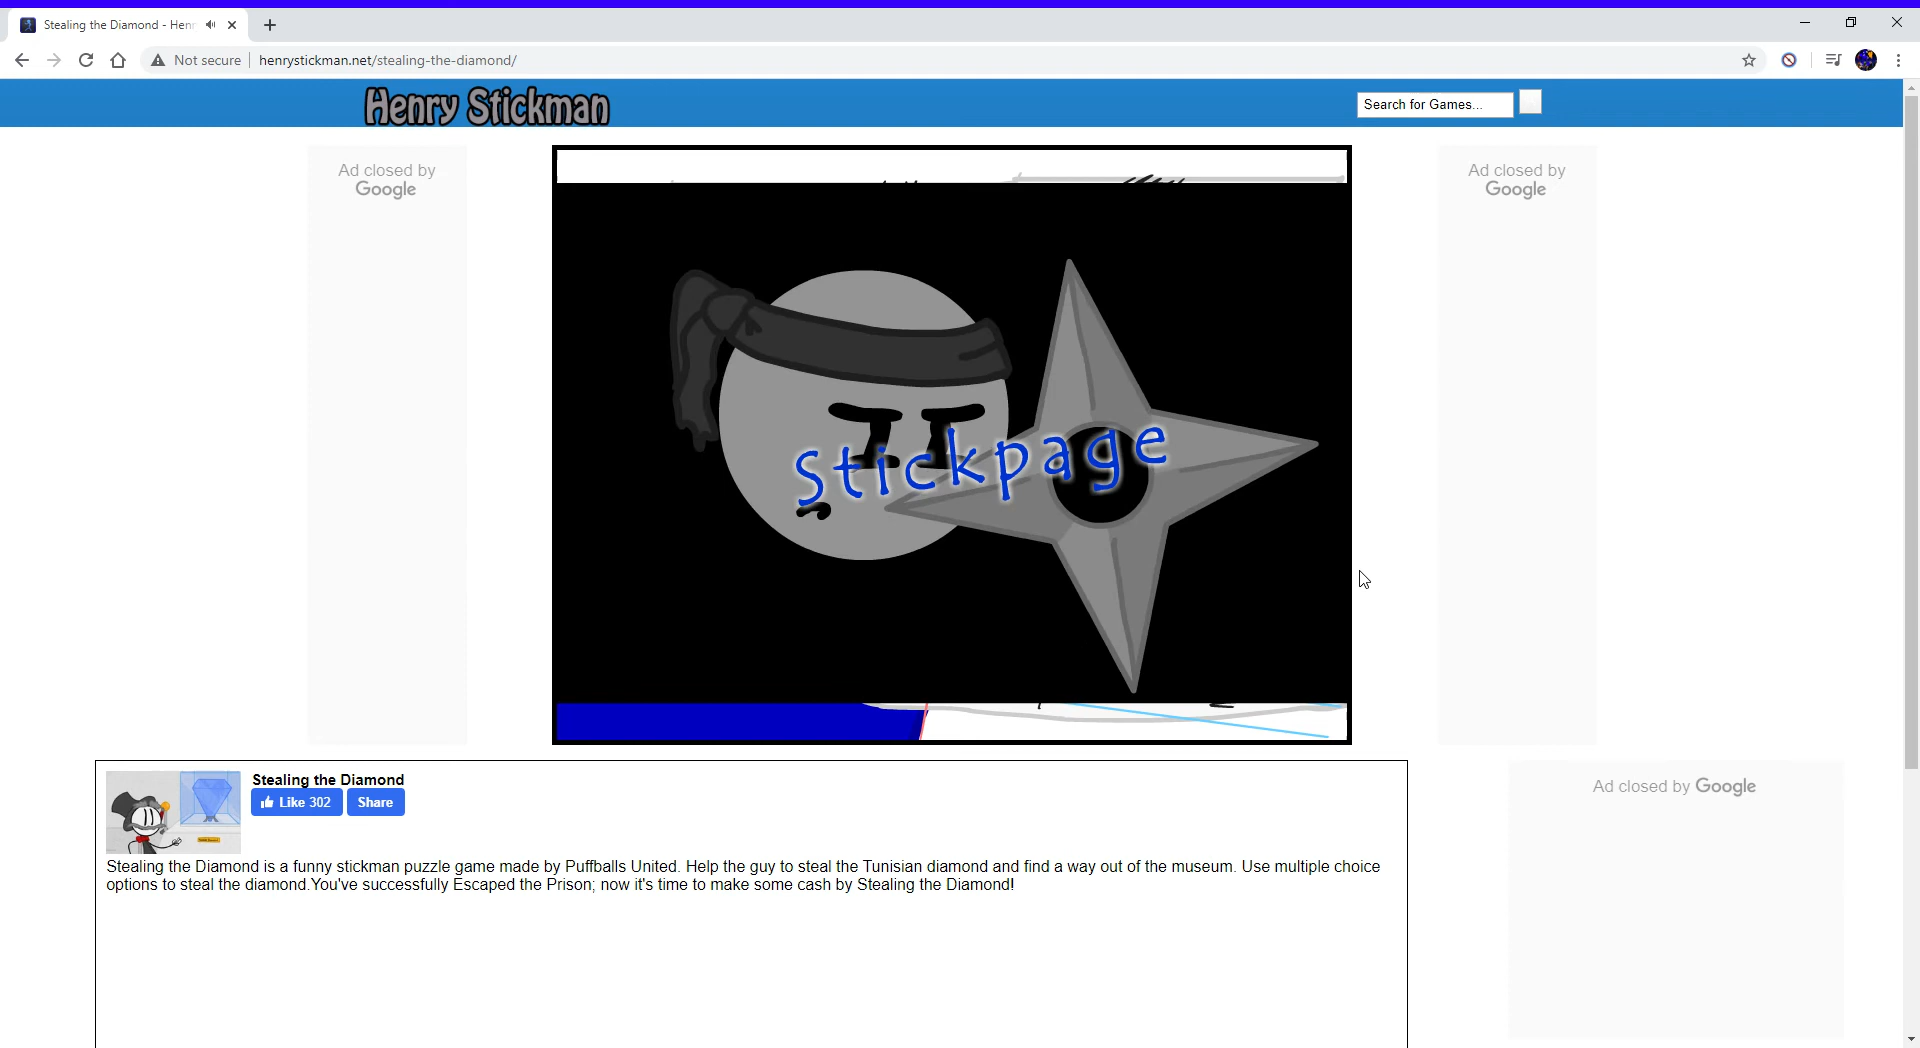 Stealing the Diamond - Henr
Not secure
henrystickman.net/stealing-the-diamond/
Henry Stickman
Search for Games...
Ad closed by
Google
Stickpage
Ad closed by
Google
Stealing the Diamond
Like 302
Share
Stealing the Diamond is a funny stickman puzzle game made by Puffballs United. Help the guy to steal the Tunisian diamond and find a way out of the museum. Use multiple choice
options to steal the diamond.You've successfully Escaped the Prison; now it's time to make some cash by Stealing the Diamond!
Ad closed by Google